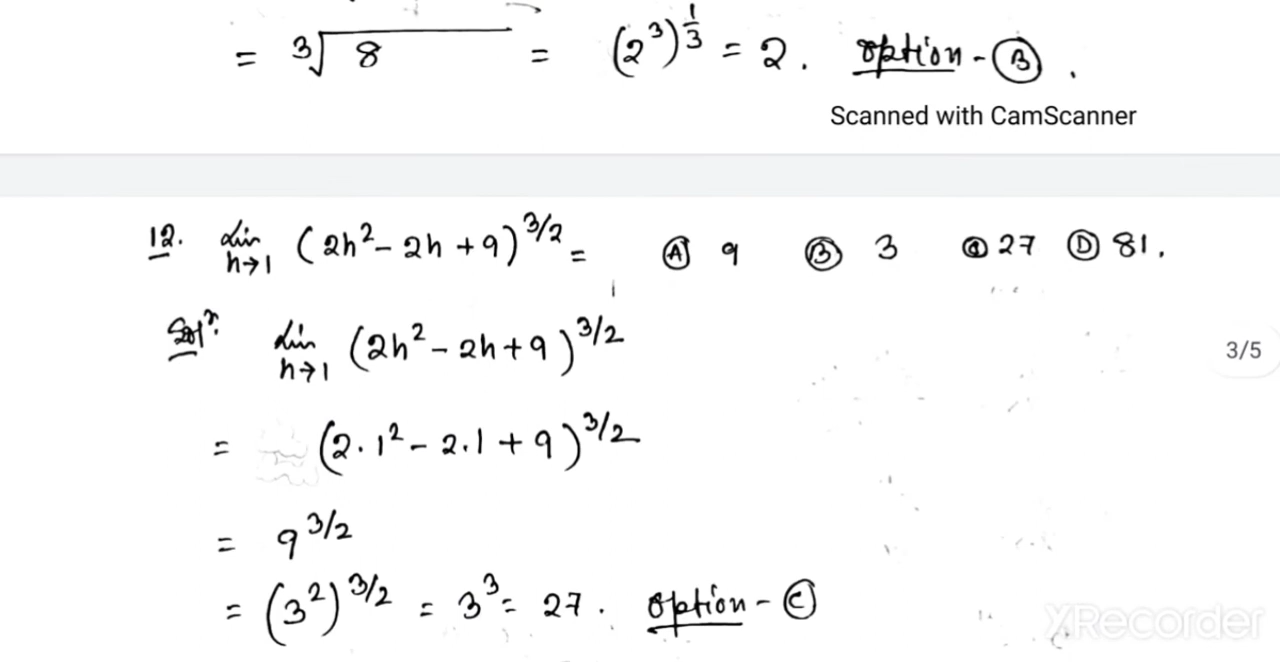 = ∛8 = (2³)^(1/3) = 2. option - (B).
Scanned with CamScanner
12. Lim h→1 (2h² - 2h + 9)^(3/2) = (A) 9 (B) 3 (C) 27 (D) 81.
Solⁿ: Lim h→1 (2h² - 2h + 9)^(3/2)
3/5
= (2·1² - 2·1 + 9)^(3/2)
= 9^(3/2)
= (3²)^(3/2) = 3³ = 27. option - (C)
XRecorder